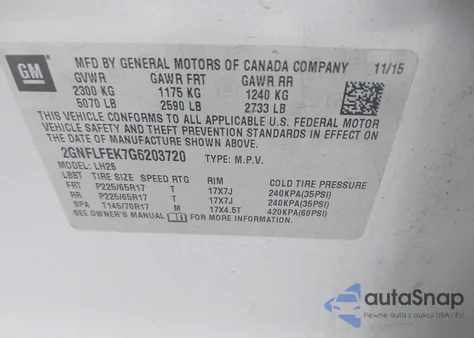 GM
MFD BY GENERAL MOTORS OF CANADA COMPANY 11/15
GVWR GAWR FRT GAWR RR
2300 KG 1175 KG 1240 KG
5070 LB 2590 LB 2733 LB
THIS VEHICLE CONFORMS TO ALL APPLICABLE U.S. FEDERAL MOTOR
VEHICLE SAFETY AND THEFT PREVENTION STANDARDS IN EFFECT
ON THE DATE OF MANUFACTURE SHOWN ABOVE.
2GNFLFEK7G6203720 TYPE: M.P.V.
MODEL: LH26
LBBT TIRE SIZE SPEED RTG RIM COLD TIRE PRESSURE
FRT P225/65R17 T 17X7J 240KPA(35PSI)
RR P225/65R17 T 17X7J 240KPA(35PSI)
SPA T145/70R17 M 17X4.5T 420KPA(60PSI)
SEE OWNER'S MANUAL FOR MORE INFORMATION.
autoSnap
Pewne auta z aukcji USA i EU